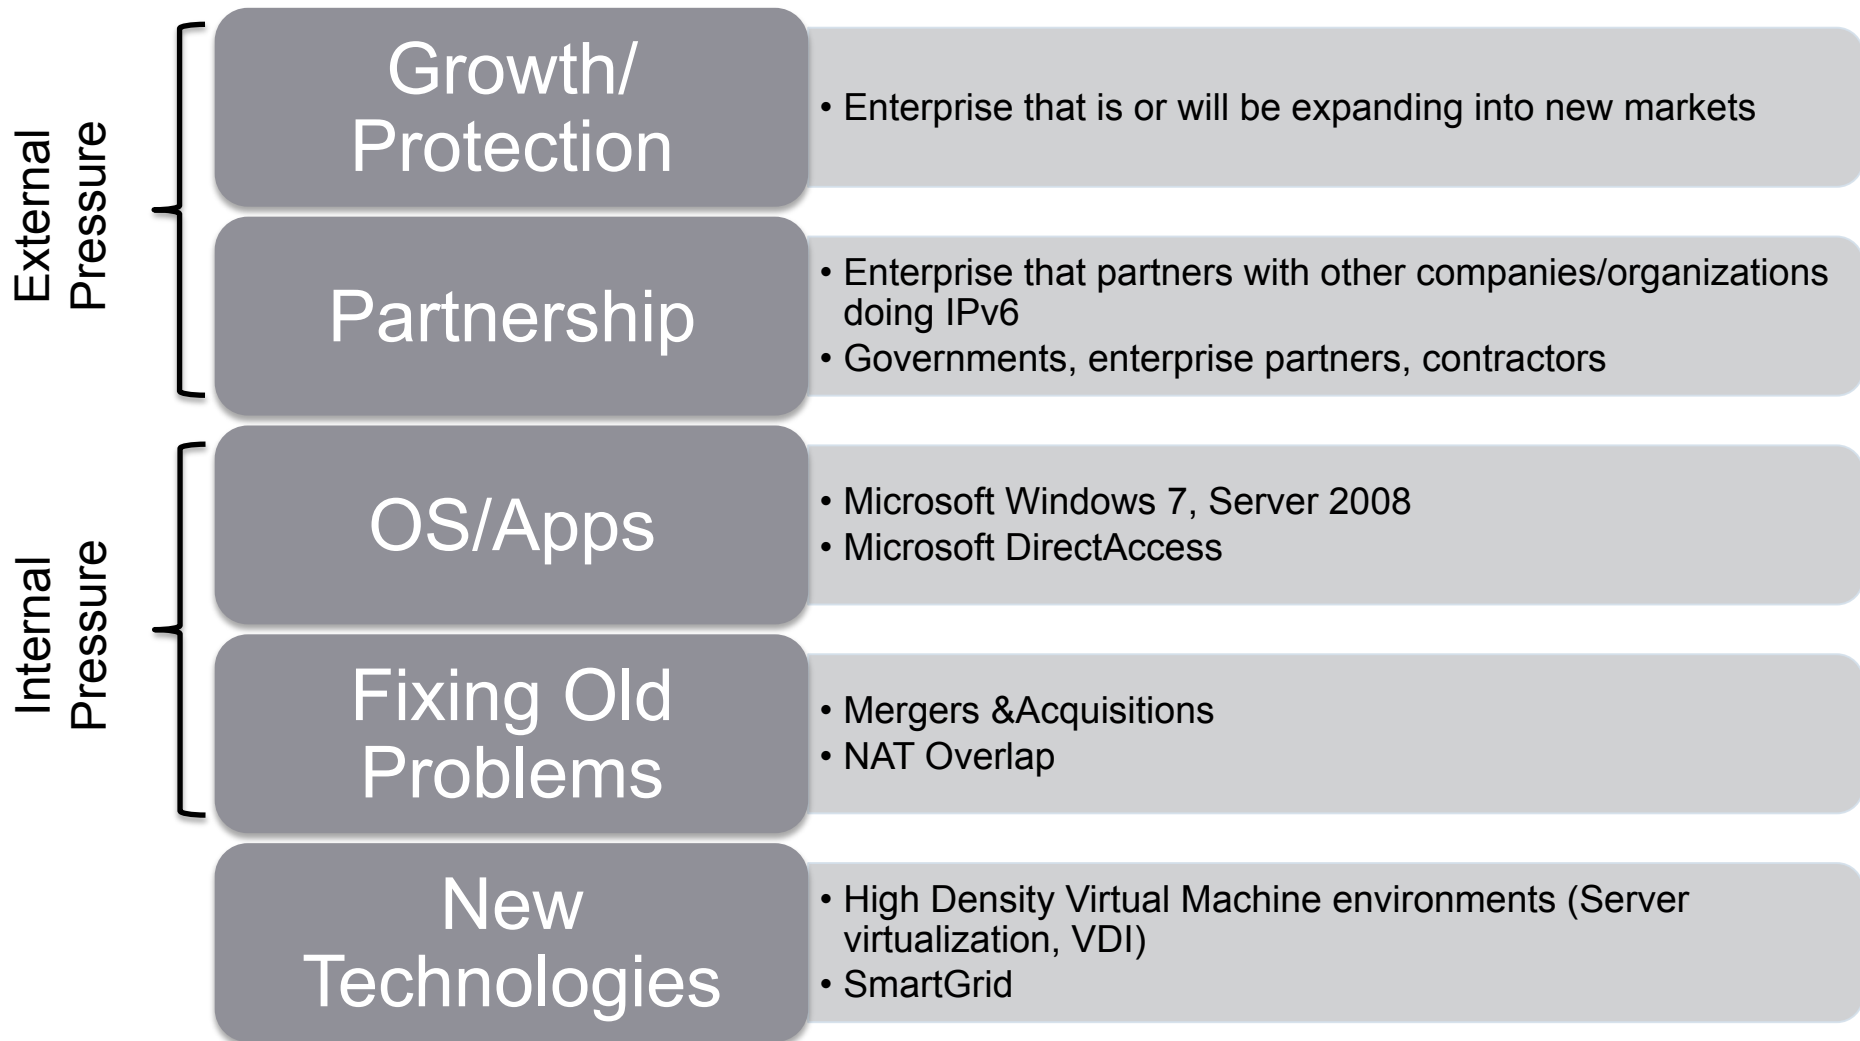 External
Pressure
Growth/
Protection
• Enterprise that is or will be expanding into new markets
Partnership
• Enterprise that partners with other companies/organizations
doing IPv6
• Governments, enterprise partners, contractors
Internal
Pressure
OS/Apps
• Microsoft Windows 7, Server 2008
• Microsoft DirectAccess
Fixing Old
Problems
• Mergers &Acquisitions
• NAT Overlap
New
Technologies
• High Density Virtual Machine environments (Server
virtualization, VDI)
• SmartGrid